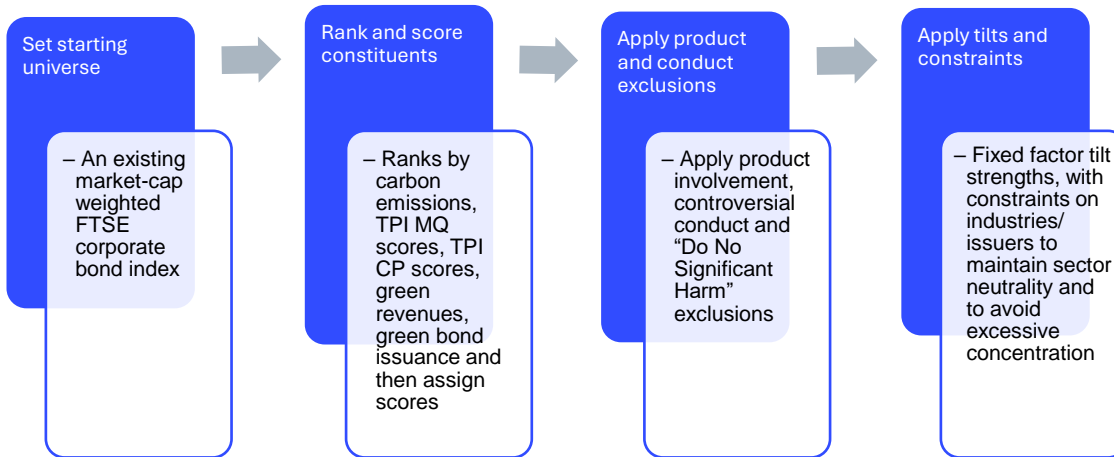 Set starting
universe
– An existing
market-cap
weighted
FTSE
corporate
bond index
Rank and score
constituents
– Ranks by
carbon
emissions,
TPI MQ
scores, TPI
CP scores,
green
revenues,
green bond
issuance and
then assign
scores
Apply product
and conduct
exclusions
– Apply product
involvement,
controversial
conduct and
“Do No
Significant
Harm”
exclusions
Apply tilts and
constraints
– Fixed factor tilt
strengths, with
constraints on
industries/
issuers to
maintain sector
neutrality and
to avoid
excessive
concentration